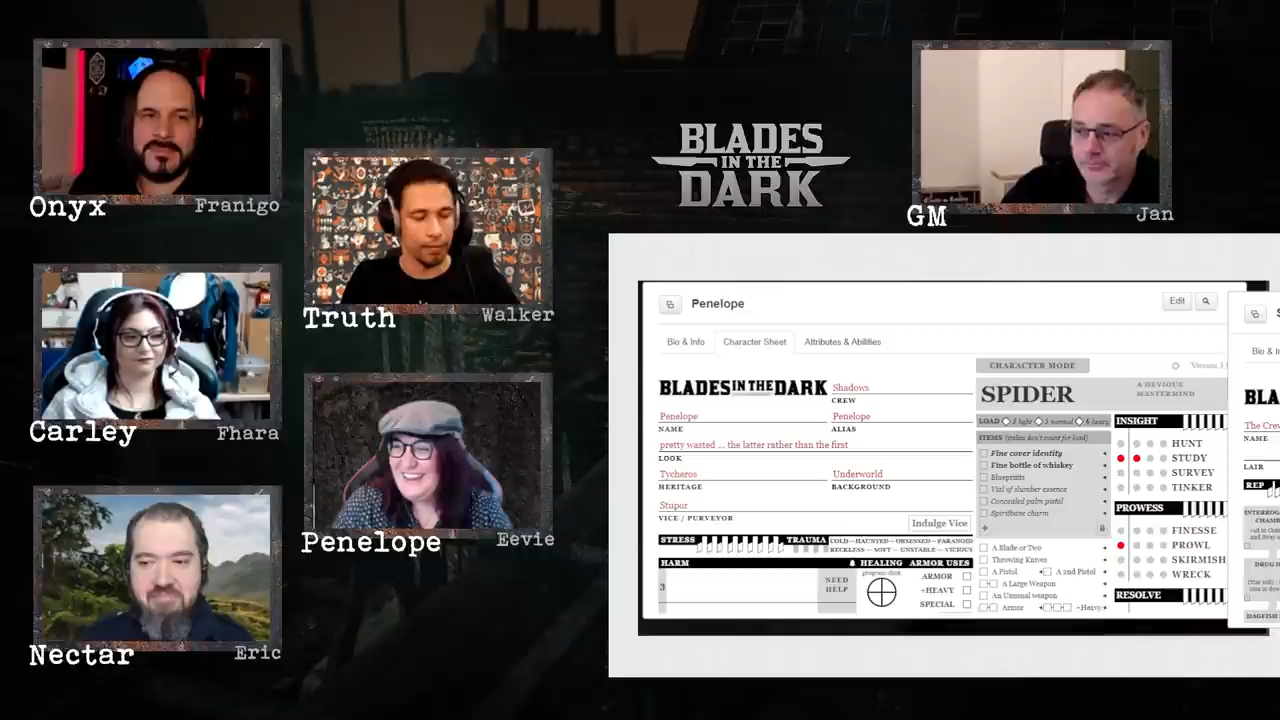 BLADES
IN THE
DARK
Onyx
Franigo
Truth
Walker
Carley
Fhara
Penelope
Eevie
Nectar
Eric
GM
Jan
Penelope
Edit
Bio & Info
Character Sheet
Attributes & Abilities
CHARACTER MODE
BLADES IN THE DARK
Shadows
CREW
Penelope
NAME
Penelope
ALIAS
pretty wasted ... the latter rather than the first
LOOK
Tycheros
HERITAGE
Underworld
BACKGROUND
Stupor
VICE / PURVEYOR
Indulge Vice
STRESS
TRAUMA
COLD—HAUNTED—OBSESSED—PARANOID
RECKLESS — SOFT — UNSTABLE — VICIOUS
HARM
HEALING
ARMOR USES
3
NEED
HELP
progress clock
ARMOR
+HEAVY
SPECIAL
SPIDER
A DEVIOUS
MASTERMIND
LOAD
3 light
5 normal
6 heavy
ITEMS (italics don't count for load)
Fine cover identity
Fine bottle of whiskey
Blueprints
Vial of slumber essence
Concealed palm pistol
Spiritbane charm
A Blade or Two
Throwing Knives
A Pistol
A 2nd Pistol
A Large Weapon
An Unusual weapon
Armor
+Heavy
INSIGHT
HUNT
STUDY
SURVEY
TINKER
PROWESS
FINESSE
PROWL
SKIRMISH
WRECK
RESOLVE
Bio & In
BLA
The Crev
NAME
LAIR
REP